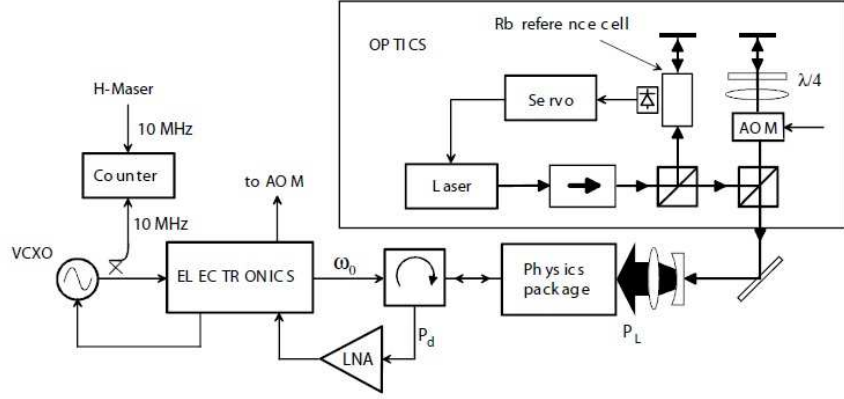 OPTICS
Rb reference cell
λ/4
H-Maser
Servo
AOM
10 MHz
Counter
to AOM
Laser
10 MHz
VCXO
ELECTRONICS
ω0
Physics
package
Pd
PL
LNA